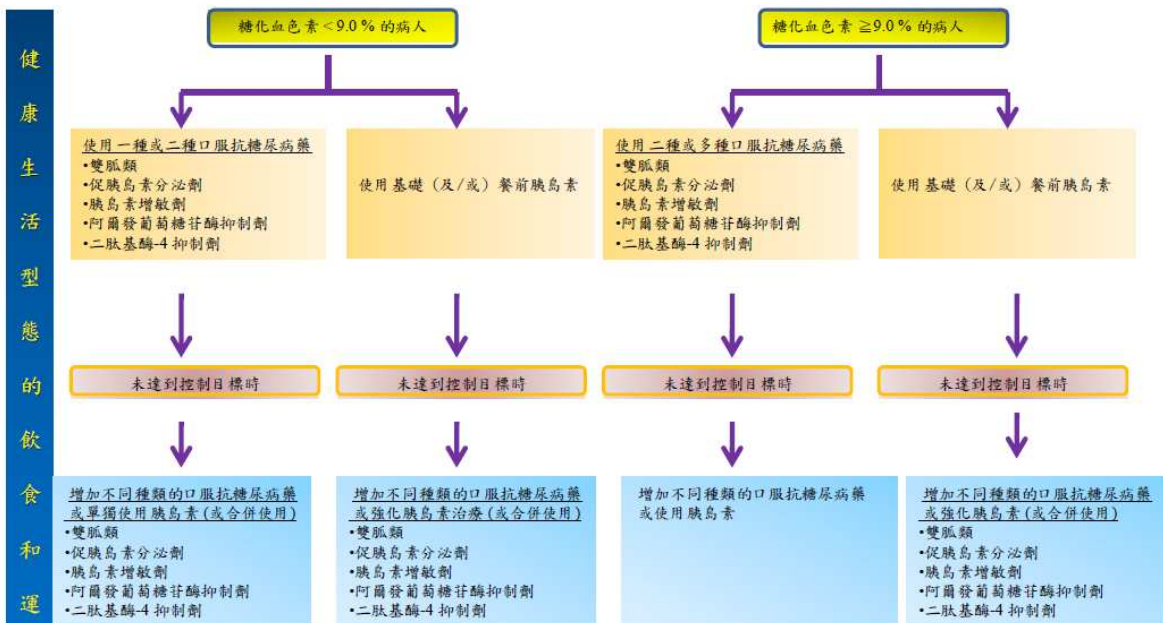 健康生活型態的飲食和運
糖化血色素 < 9.0 % 的病人
糖化血色素 ≧9.0 % 的病人
使用一種或二種口服抗糖尿病藥
•雙胍類
•促胰島素分泌劑
•胰島素增敏劑
•阿爾發葡萄糖苷酶抑制劑
•二肽基酶-4 抑制劑
使用基礎（及/或）餐前胰島素
使用二種或多種口服抗糖尿病藥
•雙胍類
•促胰島素分泌劑
•胰島素增敏劑
•阿爾發葡萄糖苷酶抑制劑
•二肽基酶-4 抑制劑
使用基礎（及/或）餐前胰島素
未達到控制目標時
未達到控制目標時
未達到控制目標時
未達到控制目標時
增加不同種類的口服抗糖尿病藥
或單獨使用胰島素 (或合併使用)
•雙胍類
•促胰島素分泌劑
•胰島素增敏劑
•阿爾發葡萄糖苷酶抑制劑
•二肽基酶-4 抑制劑
增加不同種類的口服抗糖尿病藥
或強化胰島素治療 (或合併使用)
•雙胍類
•促胰島素分泌劑
•胰島素增敏劑
•阿爾發葡萄糖苷酶抑制劑
•二肽基酶-4 抑制劑
增加不同種類的口服抗糖尿病藥
或使用胰島素
增加不同種類的口服抗糖尿病藥
或強化胰島素 (或合併使用)
•雙胍類
•促胰島素分泌劑
•胰島素增敏劑
•阿爾發葡萄糖苷酶抑制劑
•二肽基酶-4 抑制劑